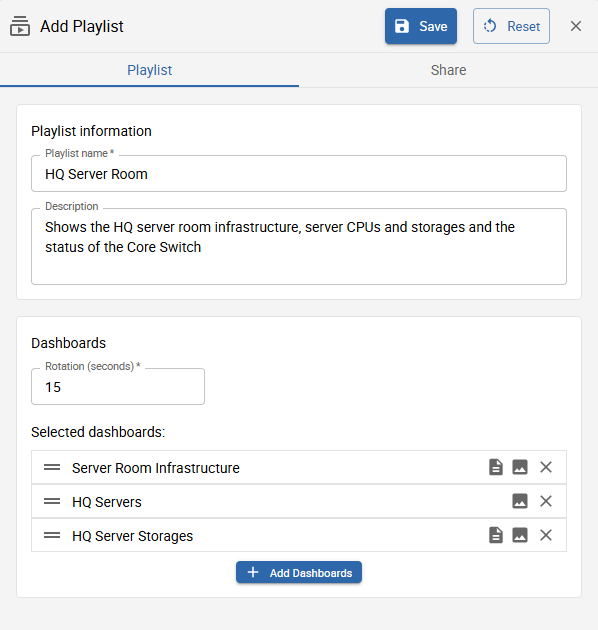 Add Playlist
Save
Reset
Playlist
Share
Playlist information
Playlist name *
HQ Server Room
Description
Shows the HQ server room infrastructure, server CPUs and storages and the
status of the Core Switch
Dashboards
Rotation (seconds) *
15
Selected dashboards:
Server Room Infrastructure
HQ Servers
HQ Server Storages
Add Dashboards